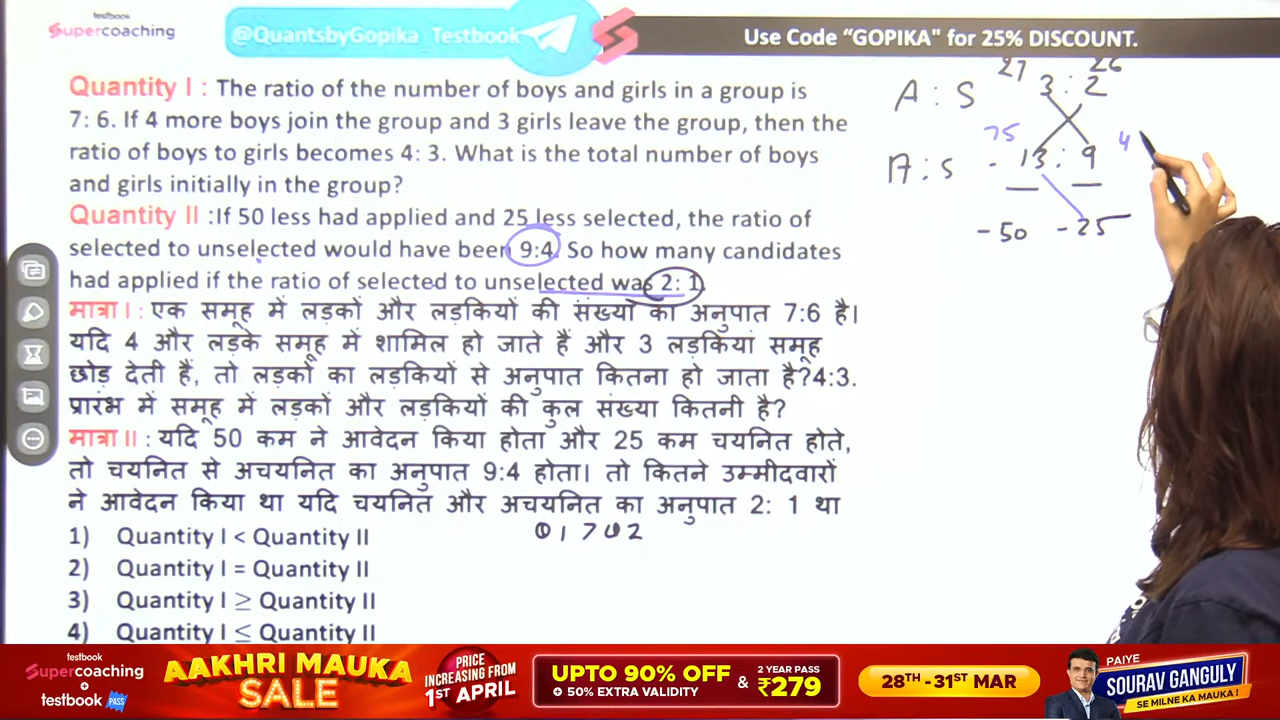 testbook
Supercoaching
@QuantsbyGopika Testbook
Use Code “GOPIKA" for 25% DISCOUNT.
Quantity I : The ratio of the number of boys and girls in a group is
7: 6. If 4 more boys join the group and 3 girls leave the group, then the
ratio of boys to girls becomes 4: 3. What is the total number of boys
and girls initially in the group?
Quantity II :If 50 less had applied and 25 less selected, the ratio of
selected to unselected would have been 9:4. So how many candidates
had applied if the ratio of selected to unselected was 2: 1.
मात्रा I : एक समूह में लड़कों और लड़कियों की संख्या का अनुपात 7:6 है।
यदि 4 और लड़के समूह में शामिल हो जाते हैं और 3 लड़कियां समूह
छोड़ देती हैं, तो लड़कों का लड़कियों से अनुपात कितना हो जाता है?4:3.
प्रारंभ में समूह में लड़कों और लड़कियों की कुल संख्या कितनी है?
मात्रा II : यदि 50 कम ने आवेदन किया होता और 25 कम चयनित होते,
तो चयनित से अचयनित का अनुपात 9:4 होता। तो कितने उम्मीदवारों
ने आवेदन किया था यदि चयनित और अचयनित का अनुपात 2: 1 था
1) Quantity I < Quantity II
2) Quantity I = Quantity II
3) Quantity I ≥ Quantity II
4) Quantity I ≤ Quantity II
27 26
A : S 3 : 2
75 4
A : S - 13 : 9
-50 -25
testbook
Supercoaching
+
testbook PASS
AAKHRI MAUKA
SALE
PRICE
INCREASING FROM
1ST APRIL
UPTO 90% OFF
+ 50% EXTRA VALIDITY
&
2 YEAR PASS
₹279
28TH - 31ST MAR
PAIYE
SOURAV GANGULY
SE MILNE KA MAUKA!